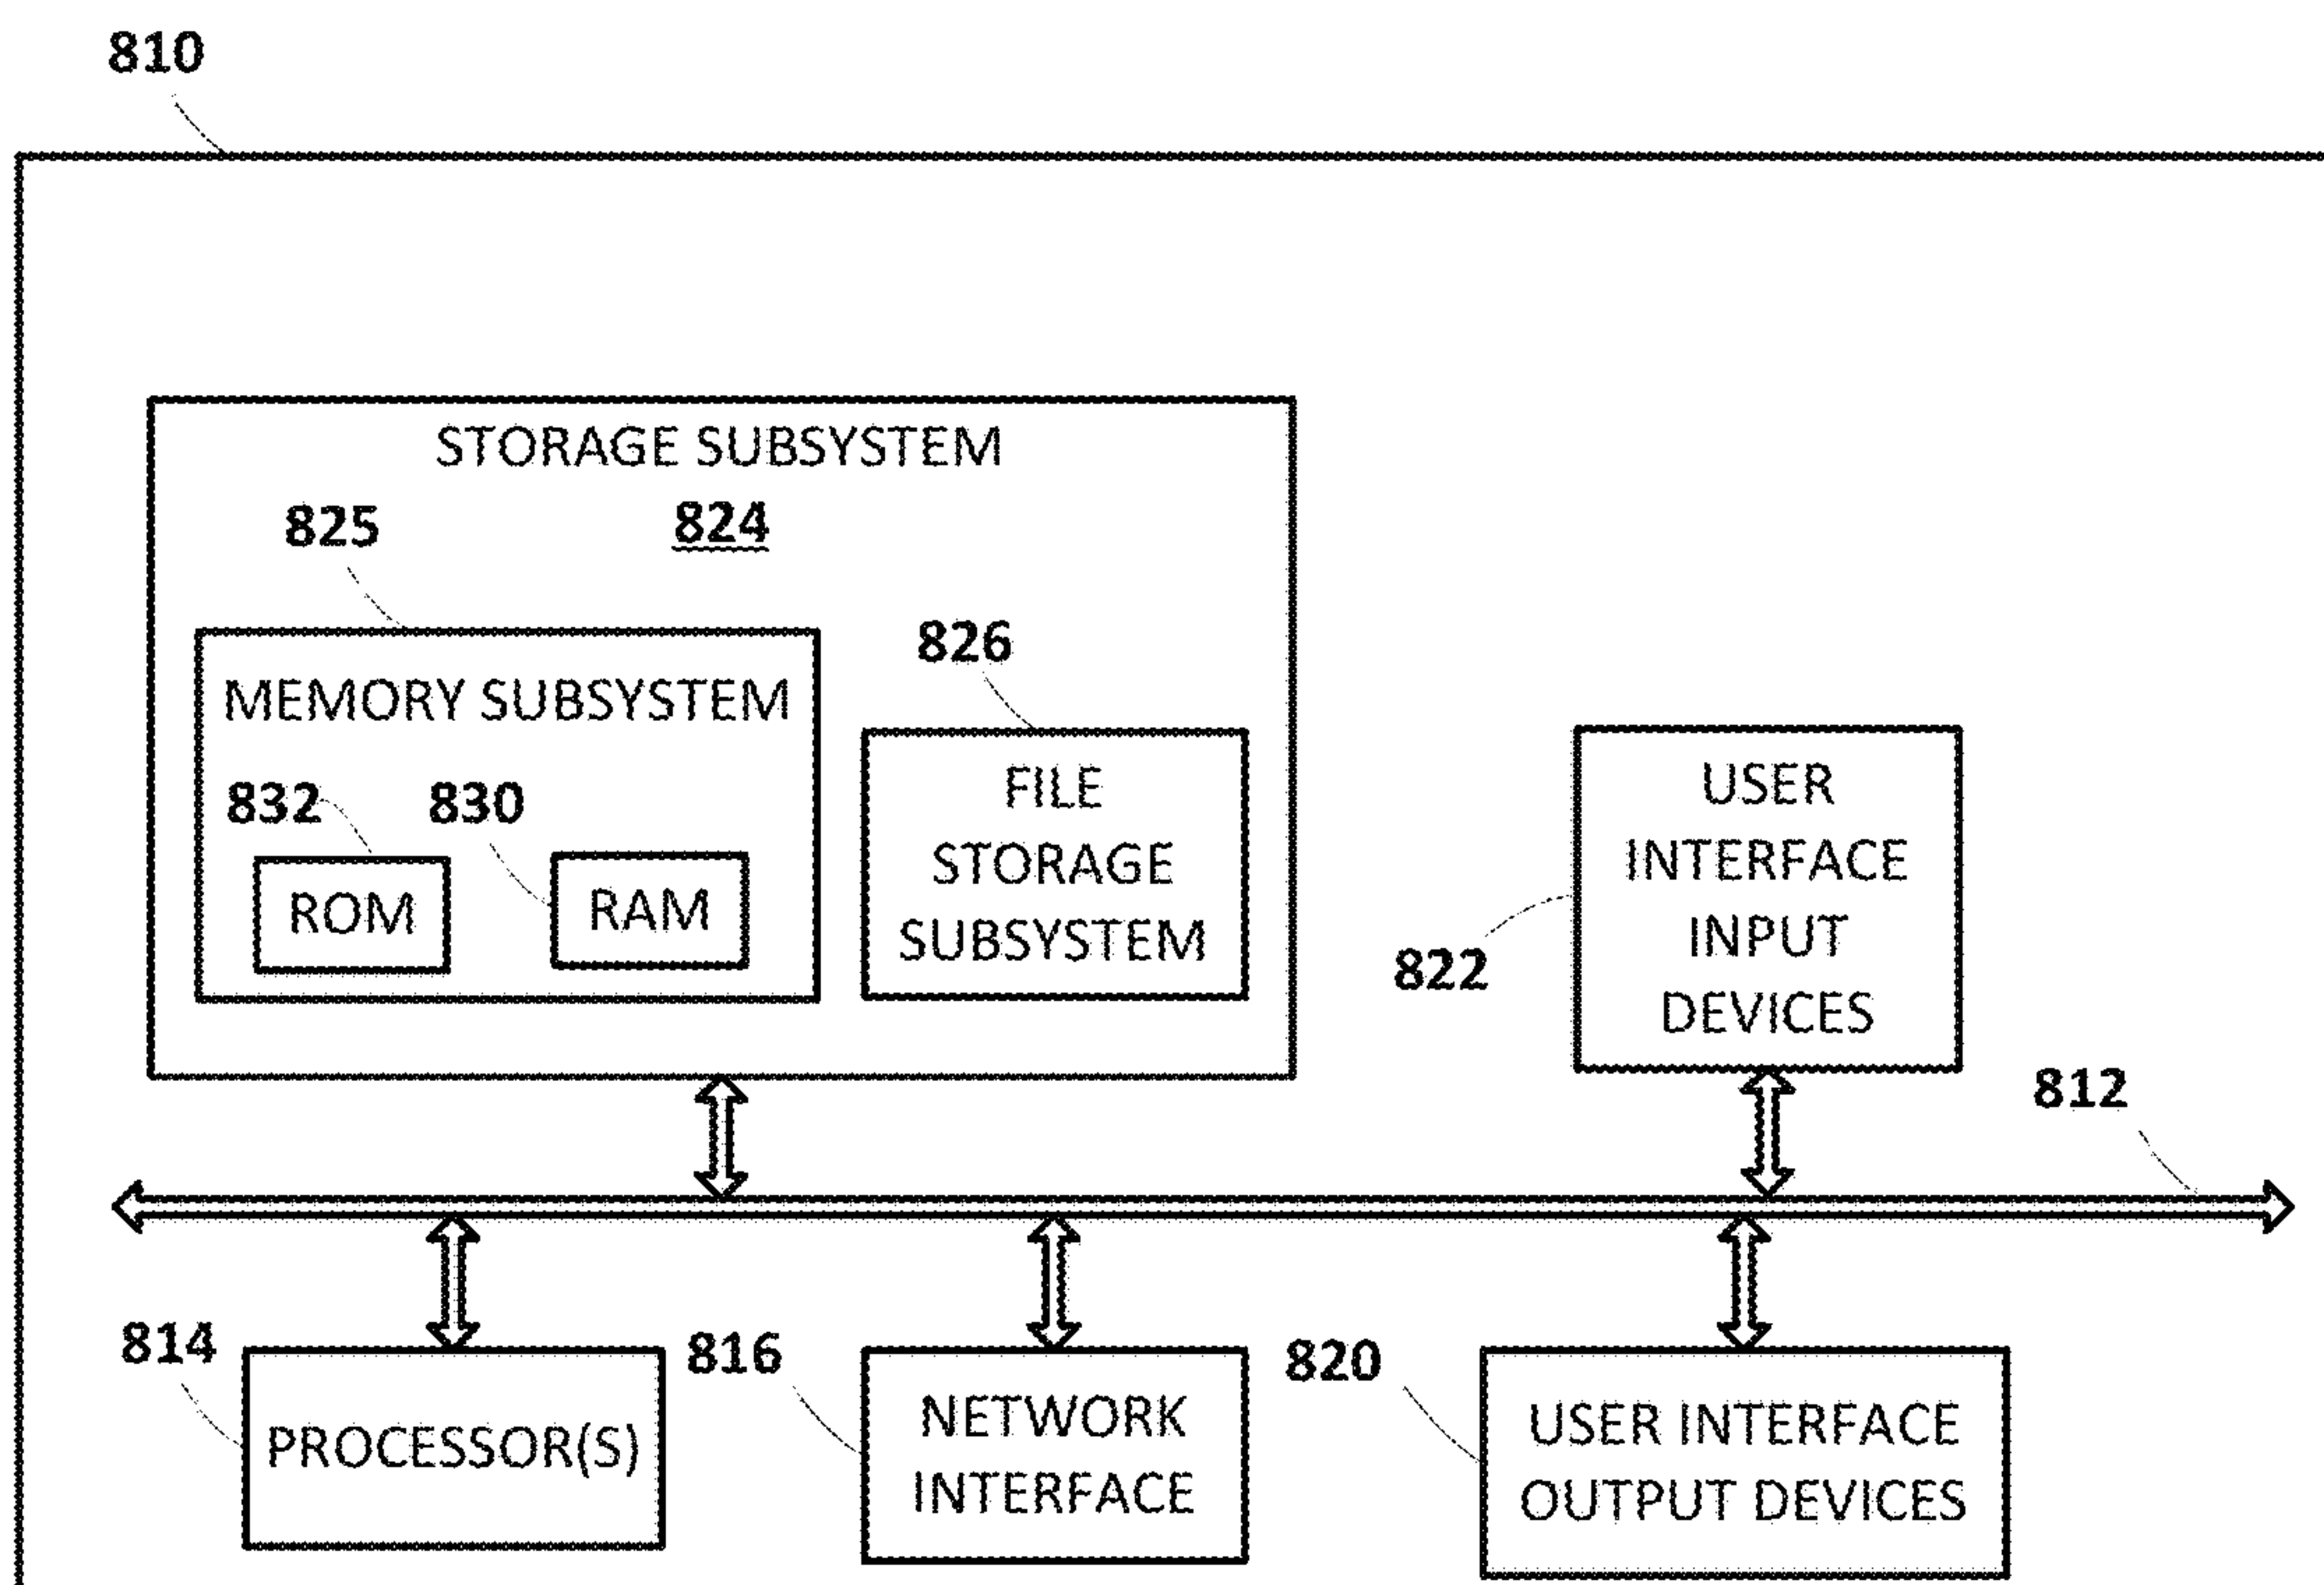 810
STORAGE SUBSYSTEM
824
825
MEMORY SUBSYSTEM
832
830
ROM
RAM
826
FILE
STORAGE
SUBSYSTEM
USER
INTERFACE
INPUT
DEVICES
822
812
814
PROCESSOR(S)
816
NETWORK
INTERFACE
820
USER INTERFACE
OUTPUT DEVICES